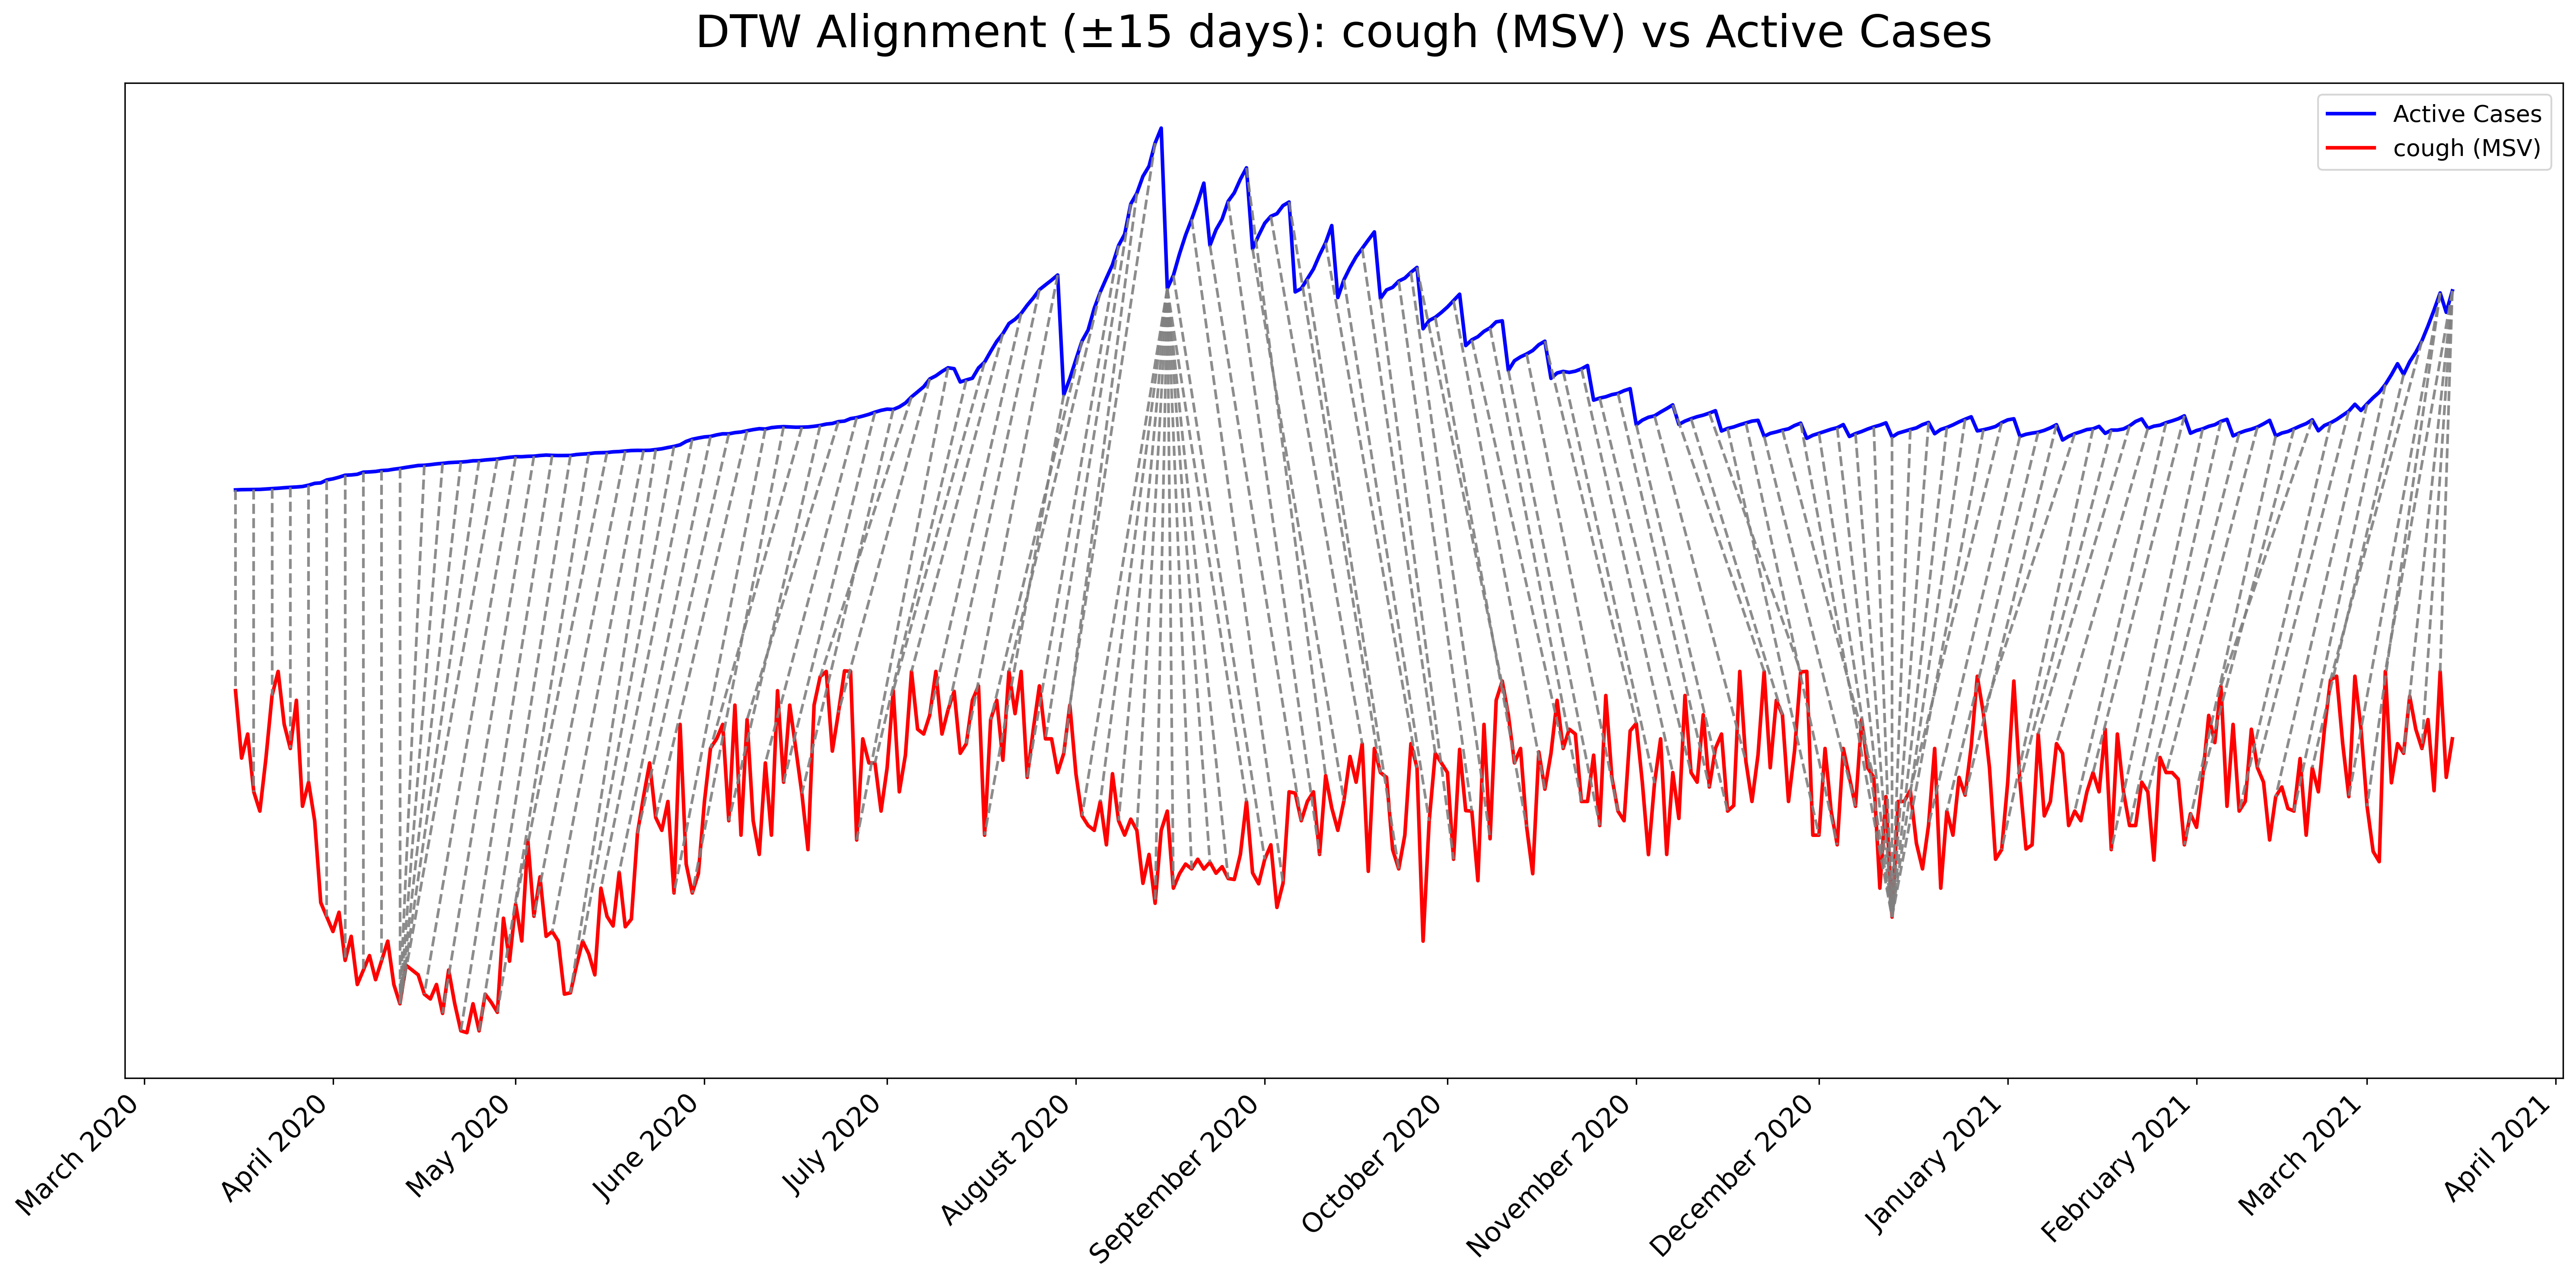 DTW Alignment (±15 days): cough (MSV) vs Active Cases
Active Cases
cough (MSV)
March 2020
April 2020
May 2020
June 2020
July 2020
August 2020
September 2020
October 2020
November 2020
December 2020
January 2021
February 2021
March 2021
April 2021